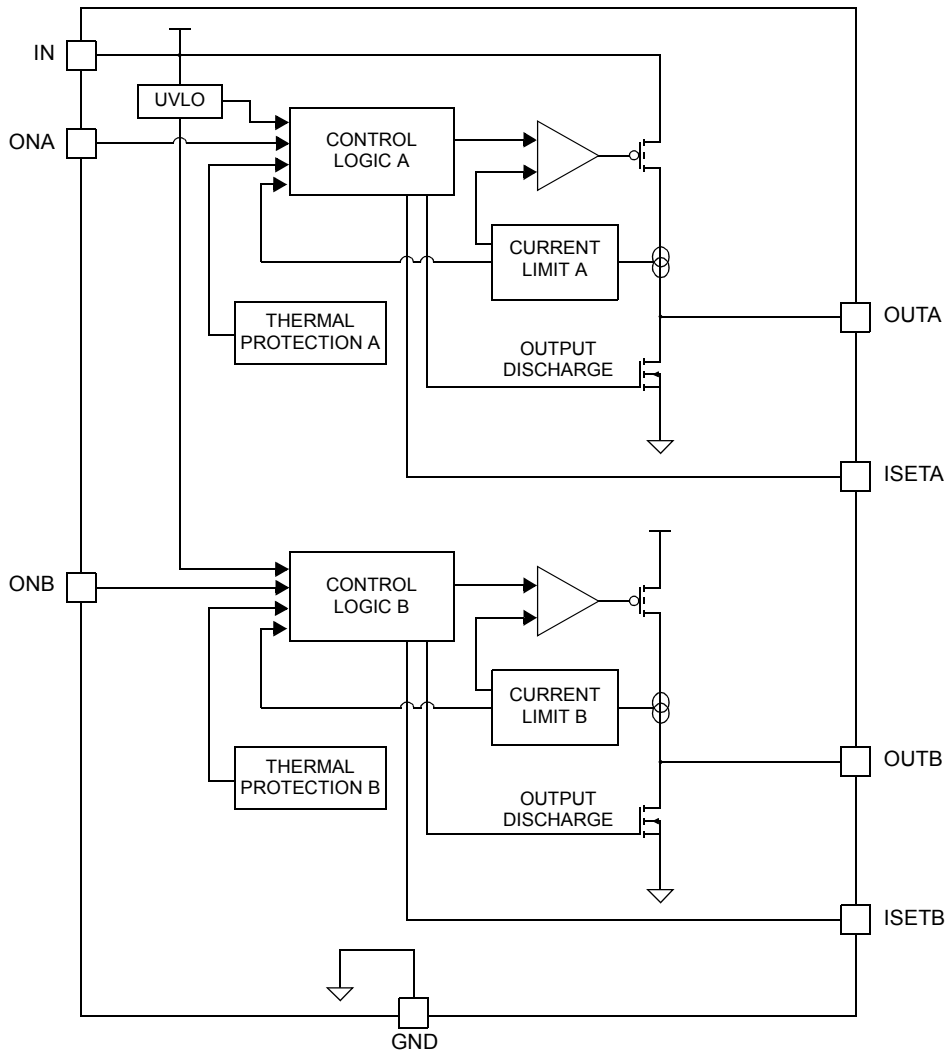 IN
UVLO
ONA
CONTROL
LOGIC A
CURRENT
LIMIT A
THERMAL
PROTECTION A
OUTA
OUTPUT
DISCHARGE
ISETA
ONB
CONTROL
LOGIC B
CURRENT
LIMIT B
THERMAL
PROTECTION B
OUTB
OUTPUT
DISCHARGE
ISETB
GND